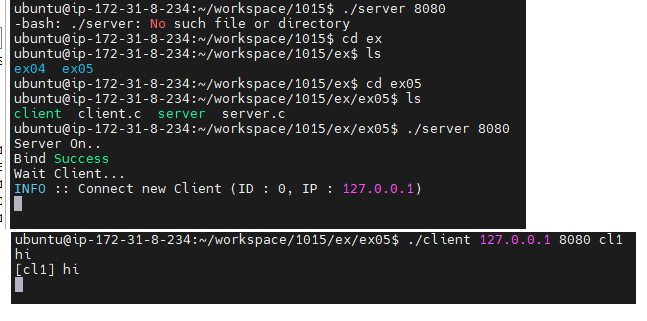 ubuntu@ip-172-31-8-234:~/workspace/1015$ ./server 8080
-bash: ./server: No such file or directory
ubuntu@ip-172-31-8-234:~/workspace/1015$ cd ex
ubuntu@ip-172-31-8-234:~/workspace/1015/ex$ ls
ex04  ex05
ubuntu@ip-172-31-8-234:~/workspace/1015/ex$ cd ex05
ubuntu@ip-172-31-8-234:~/workspace/1015/ex/ex05$ ls
client  client.c  server  server.c
ubuntu@ip-172-31-8-234:~/workspace/1015/ex/ex05$ ./server 8080
Server On..
Bind Success
Wait Client...
INFO :: Connect new Client (ID : 0, IP : 127.0.0.1)
ubuntu@ip-172-31-8-234:~/workspace/1015/ex/ex05$ ./client 127.0.0.1 8080 cl1
hi
[cl1] hi